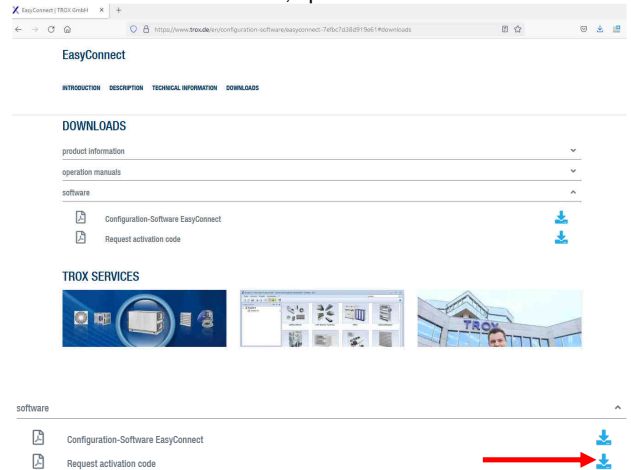 EasyConnect | TROX GmbH
https://www.trox.de/en/configuration-software/easyconnect-7efbc7d38d919e61#downloads
EasyConnect
INTRODUCTION DESCRIPTION TECHNICAL INFORMATION DOWNLOADS
DOWNLOADS
product information
operation manuals
software
Configuration-Software EasyConnect
Request activation code
TROX SERVICES
TROX
software
Configuration-Software EasyConnect
Request activation code